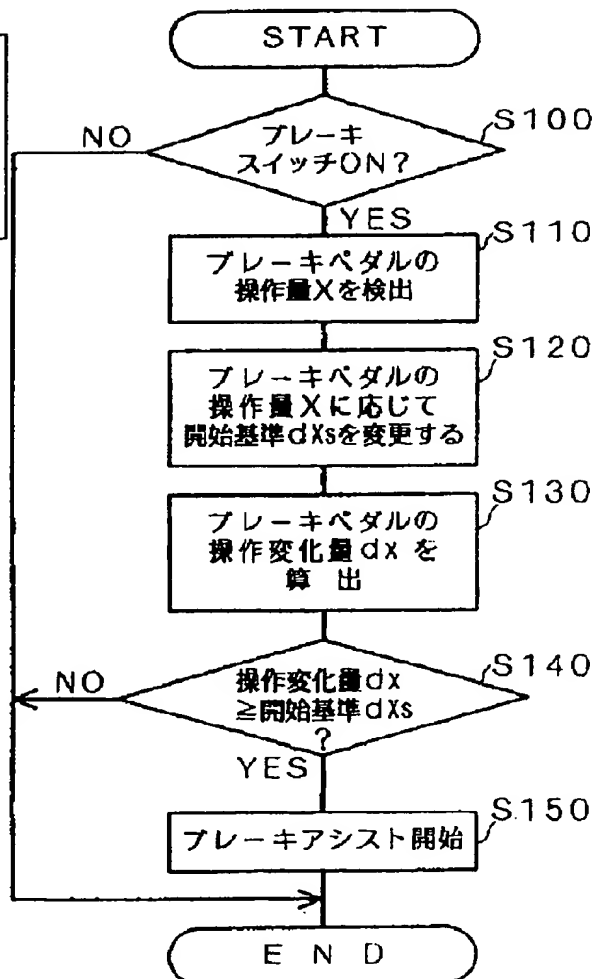 START
ブレーキ
スイッチON?
S100
NO
YES
ブレーキペダルの
操作量Xを検出
S110
ブレーキペダルの
操作量Xに応じて
開始基準dXsを変更する
S120
ブレーキペダルの
操作変化量dxを
算出
S130
操作変化量dx
≧開始基準dXs
?
S140
NO
YES
ブレーキアシスト開始
S150
END